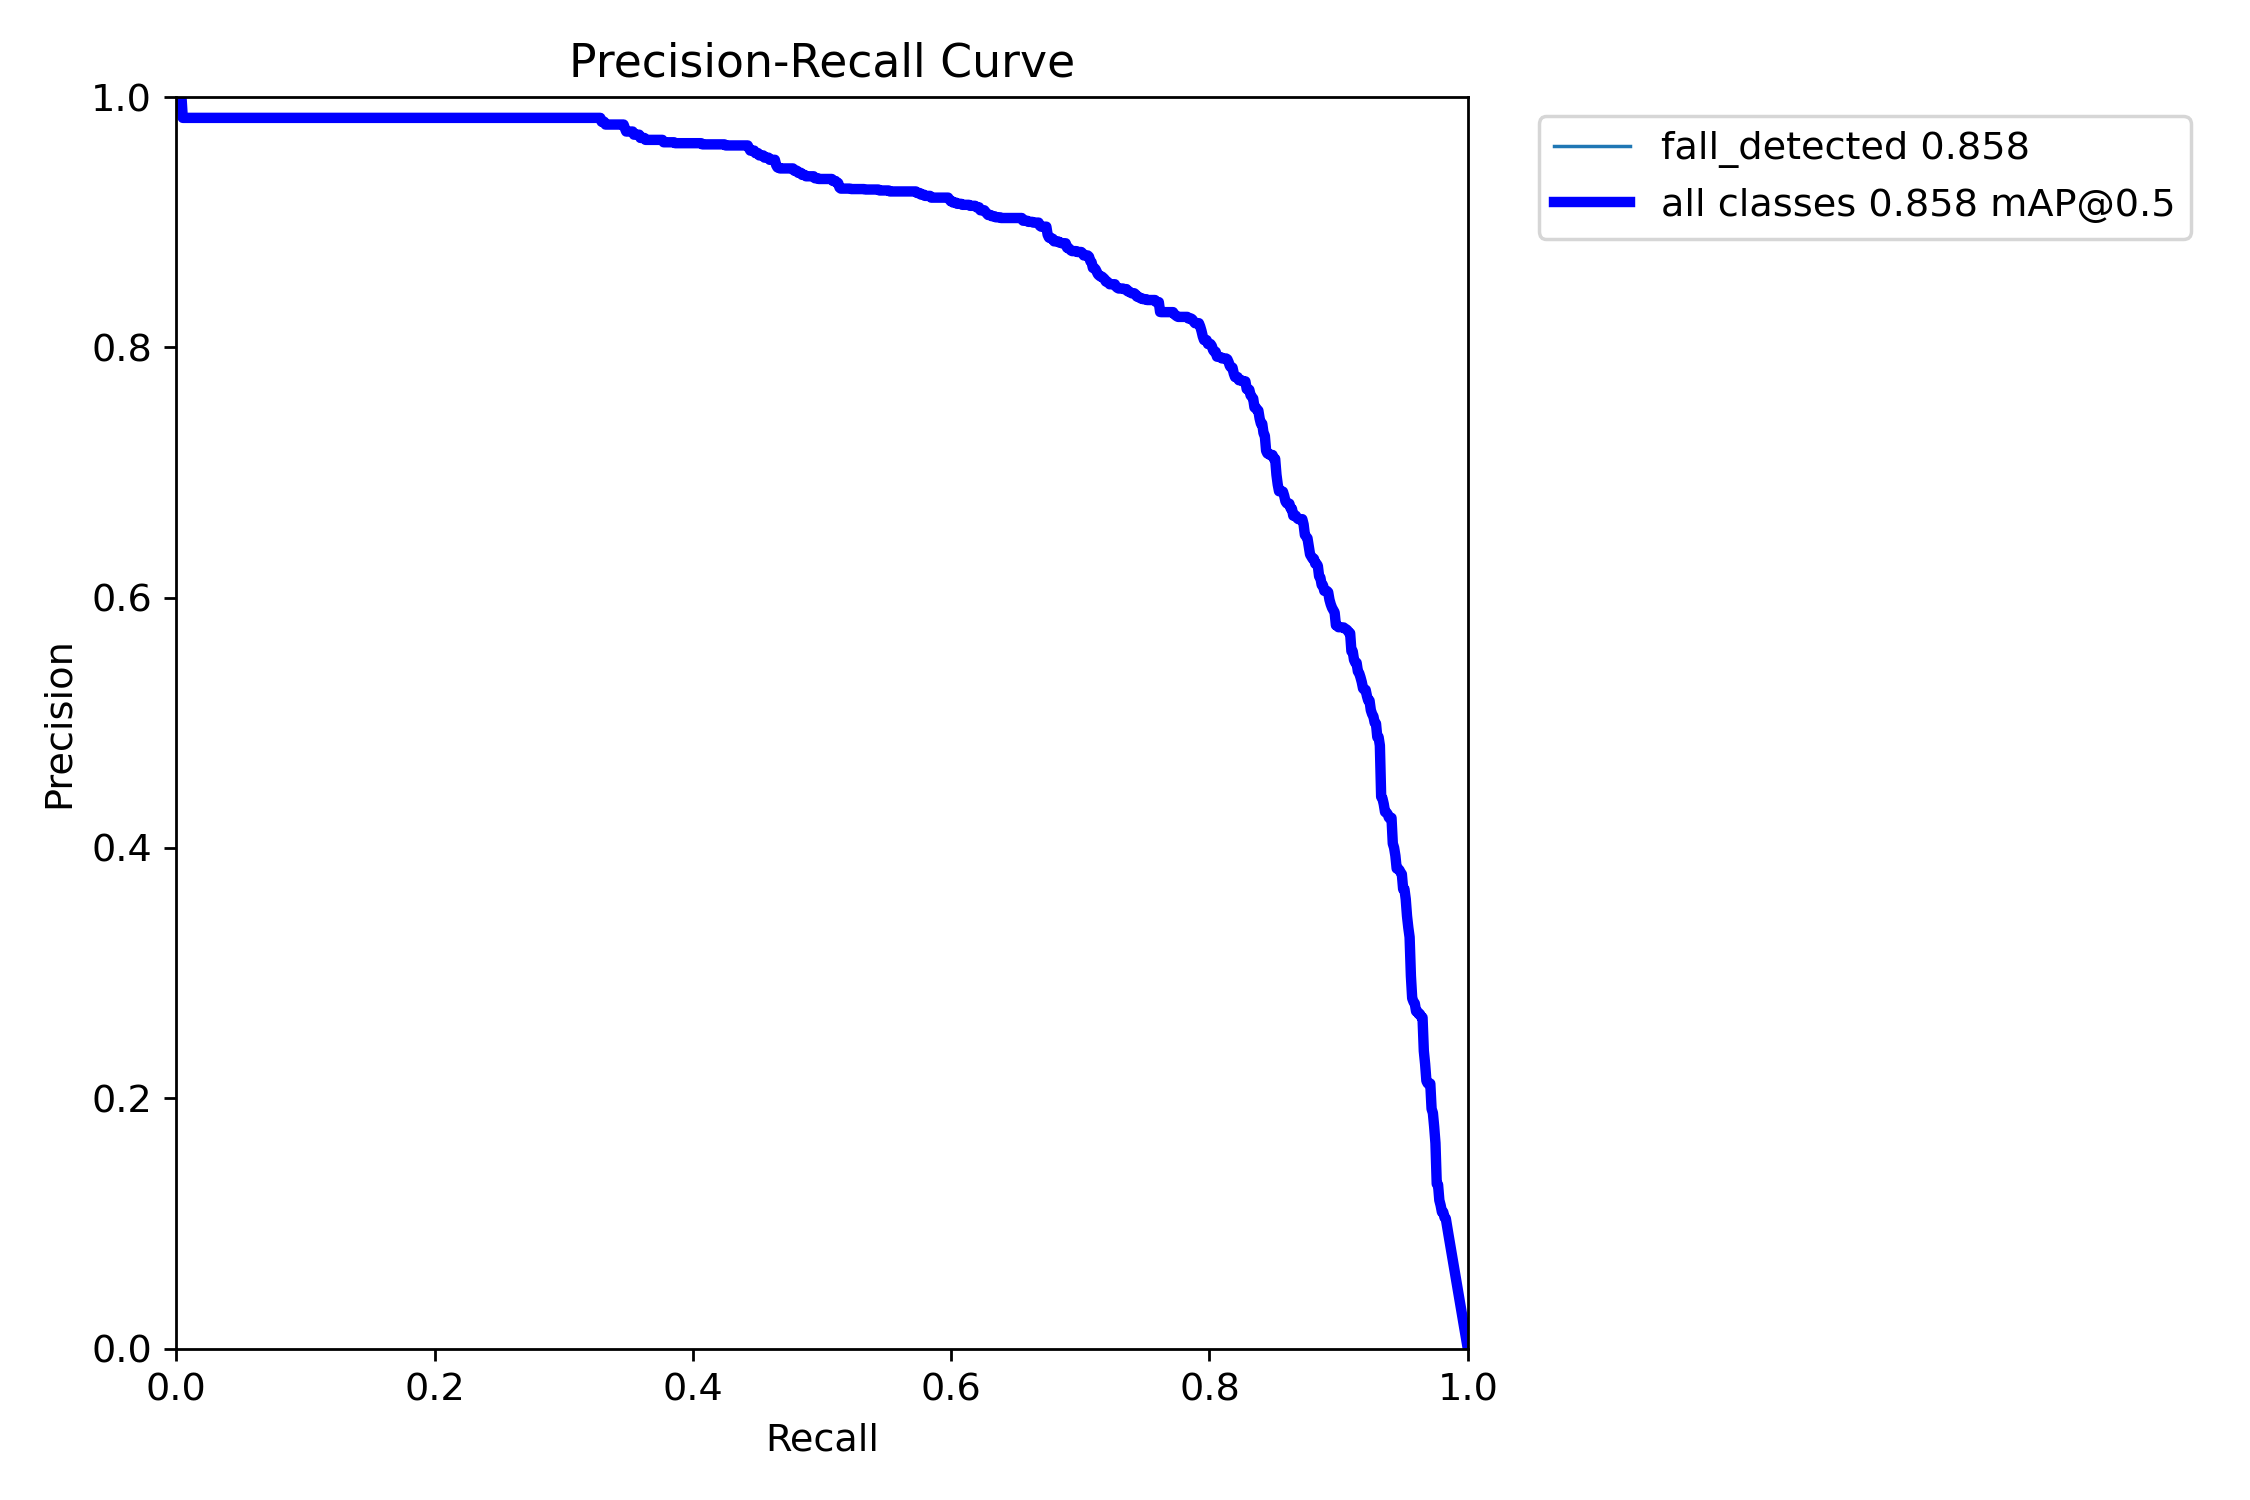 Precision-Recall Curve
1.0
0.8
0.6
0.4
0.2
0.0
Precision
0.0 0.2 0.4 0.6 0.8 1.0
Recall
fall_detected 0.858
all classes 0.858 mAP@0.5